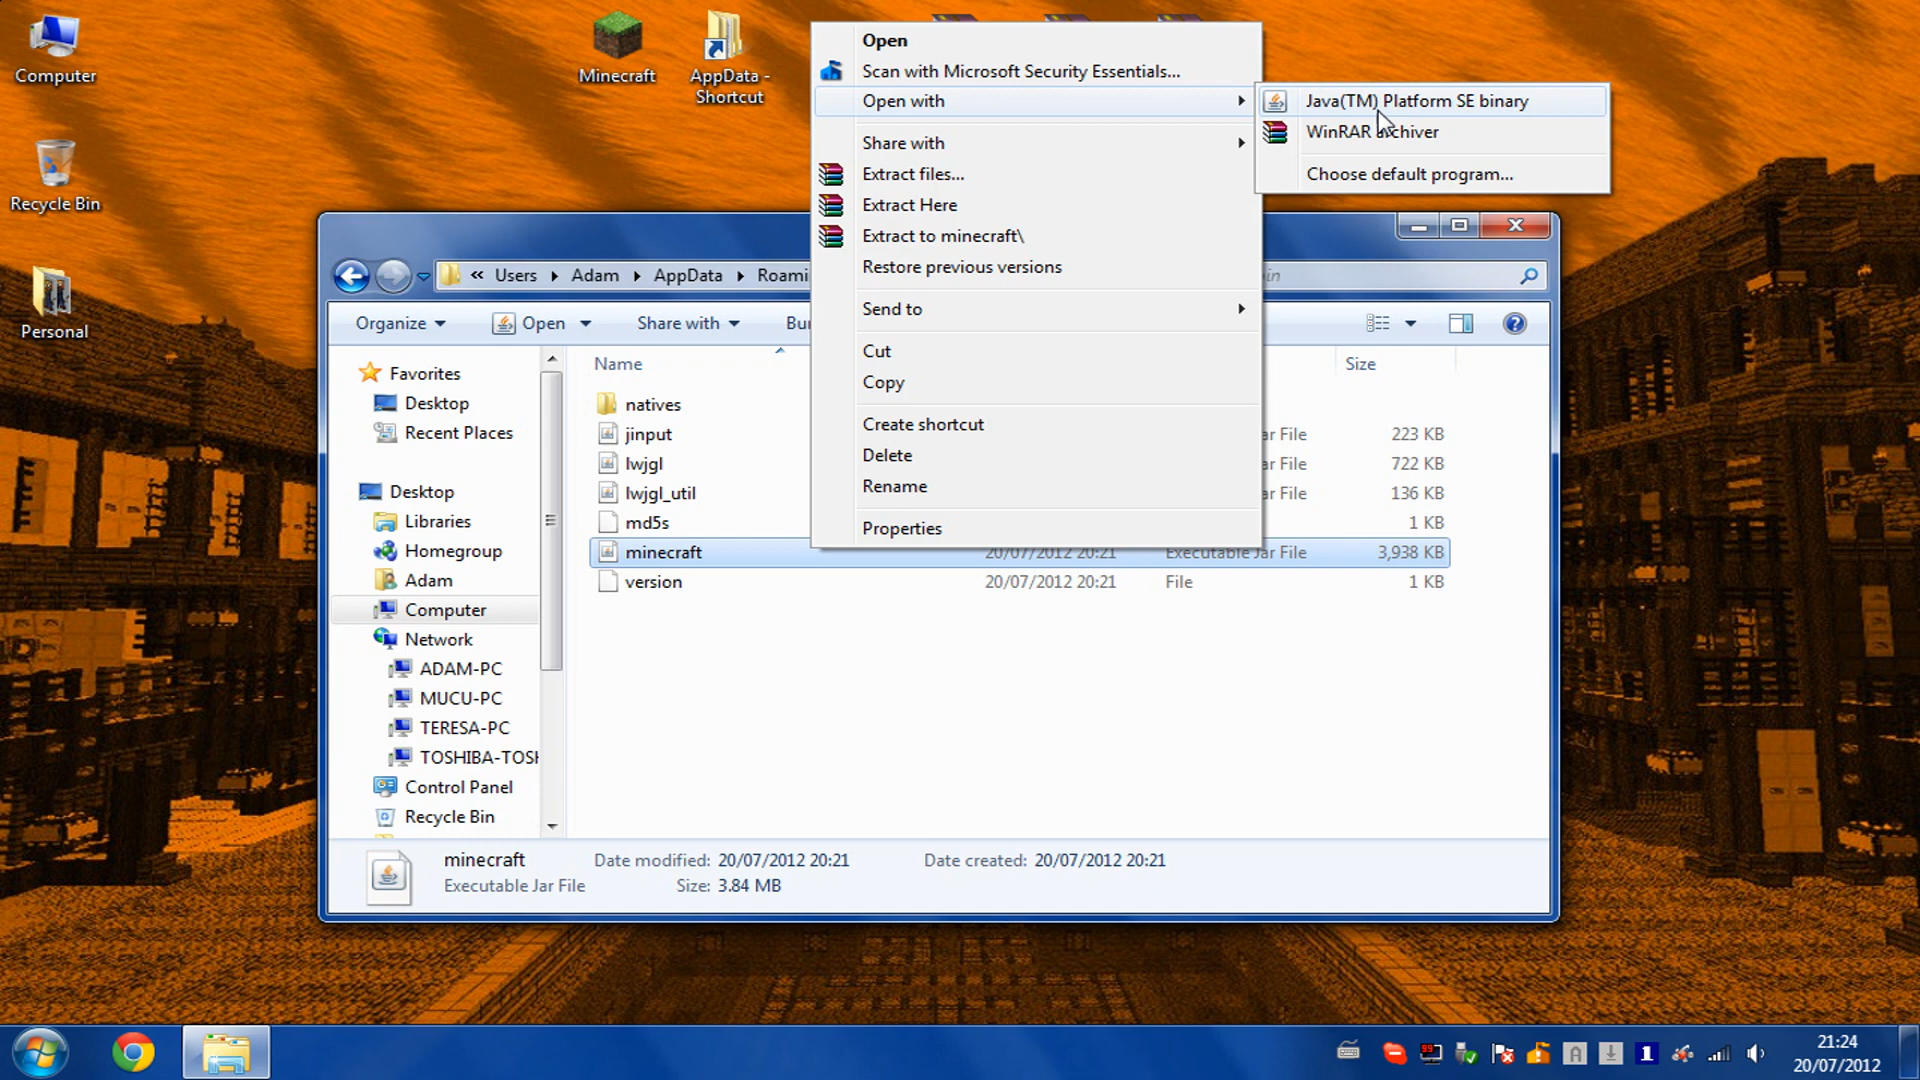 Computer
Recycle Bin
Personal
Minecraft
AppData -
Shortcut
Open
Scan with Microsoft Security Essentials...
Open with
Share with
Extract files...
Extract Here
Extract to minecraft\
Restore previous versions
Send to
Cut
Copy
Create shortcut
Delete
Rename
Properties
Java(TM) Platform SE binary
WinRAR archiver
Choose default program...
« Users Adam AppData Roami
bin
Organize Open Share with Bu
Favorites
Desktop
Recent Places
Desktop
Libraries
Homegroup
Adam
Computer
Network
ADAM-PC
MUCU-PC
TERESA-PC
TOSHIBA-TOSH
Control Panel
Recycle Bin
Name Size
natives
jinput ar File 223 KB
lwjgl ar File 722 KB
lwjgl_util ar File 136 KB
md5s 1 KB
minecraft 20/07/2012 20:21 Executable Jar File 3,938 KB
version 20/07/2012 20:21 File 1 KB
minecraft Date modified: 20/07/2012 20:21 Date created: 20/07/2012 20:21
Executable Jar File Size: 3.84 MB
99 A 1
21:24
20/07/2012